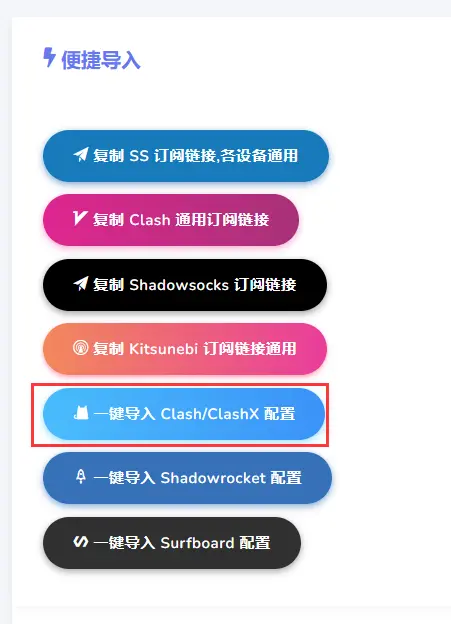 便捷导入
复制 SS 订阅链接,各设备通用
复制 Clash 通用订阅链接
复制 Shadowsocks 订阅链接
复制 Kitsunebi 订阅链接通用
一键导入 Clash/ClashX 配置
一键导入 Shadowrocket 配置
一键导入 Surfboard 配置